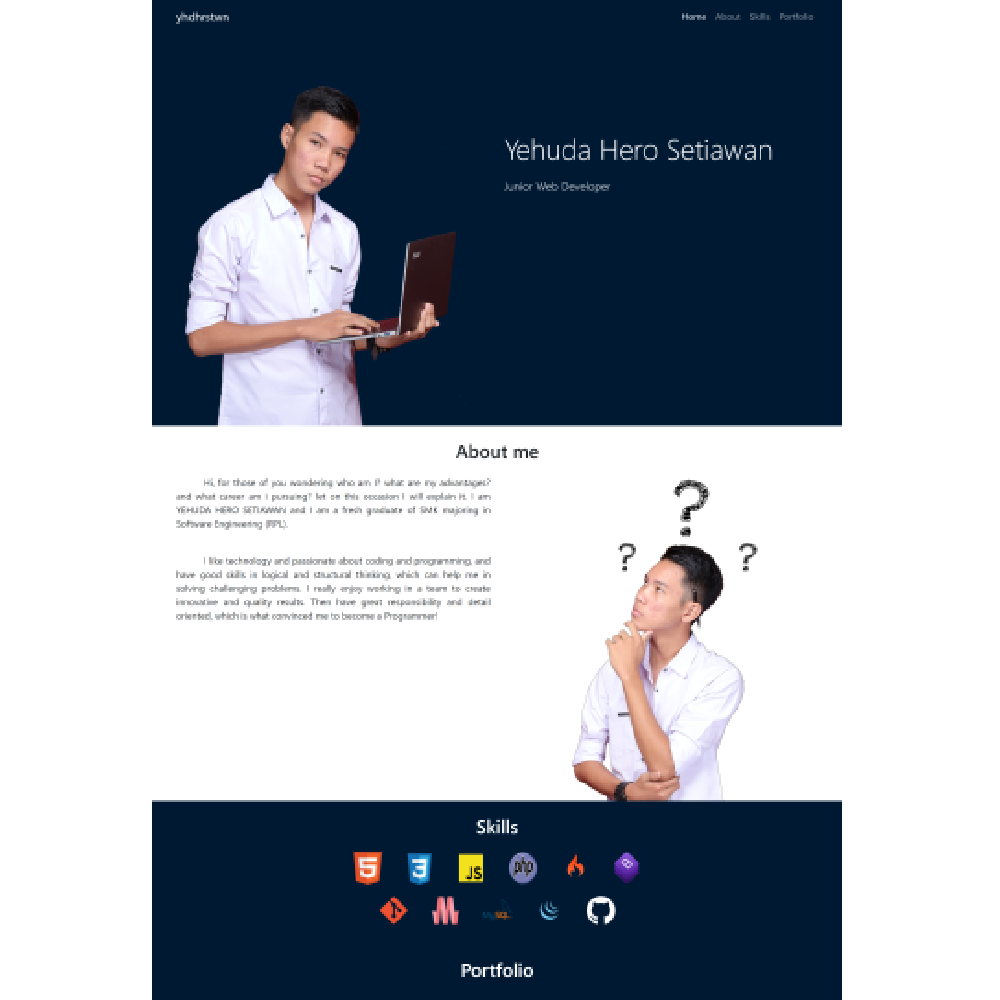 yhdhrstwn
Home About Skills Portfolio
Yehuda Hero Setiawan
Junior Web Developer
About me
Hi, for those of you wondering who am I? what are my advantages?
and what career am i pursuing? let on this occasion I will explain it. I am
YEHUDA HERO SETIAWAN and I am a fresh graduate of SMK majoring in
Software Engineering (RPL).
I like technology and passionate about coding and programming, and
have good skills in logical and structural thinking, which can help me in
solving challenging problems. I really enjoy working in a team to create
innovative and quality results. Then have great responsibility and detail
oriented, which is what convinced me to become a Programmer!
?
? ?
Skills
5 3 JS php B
MySQL
Portfolio